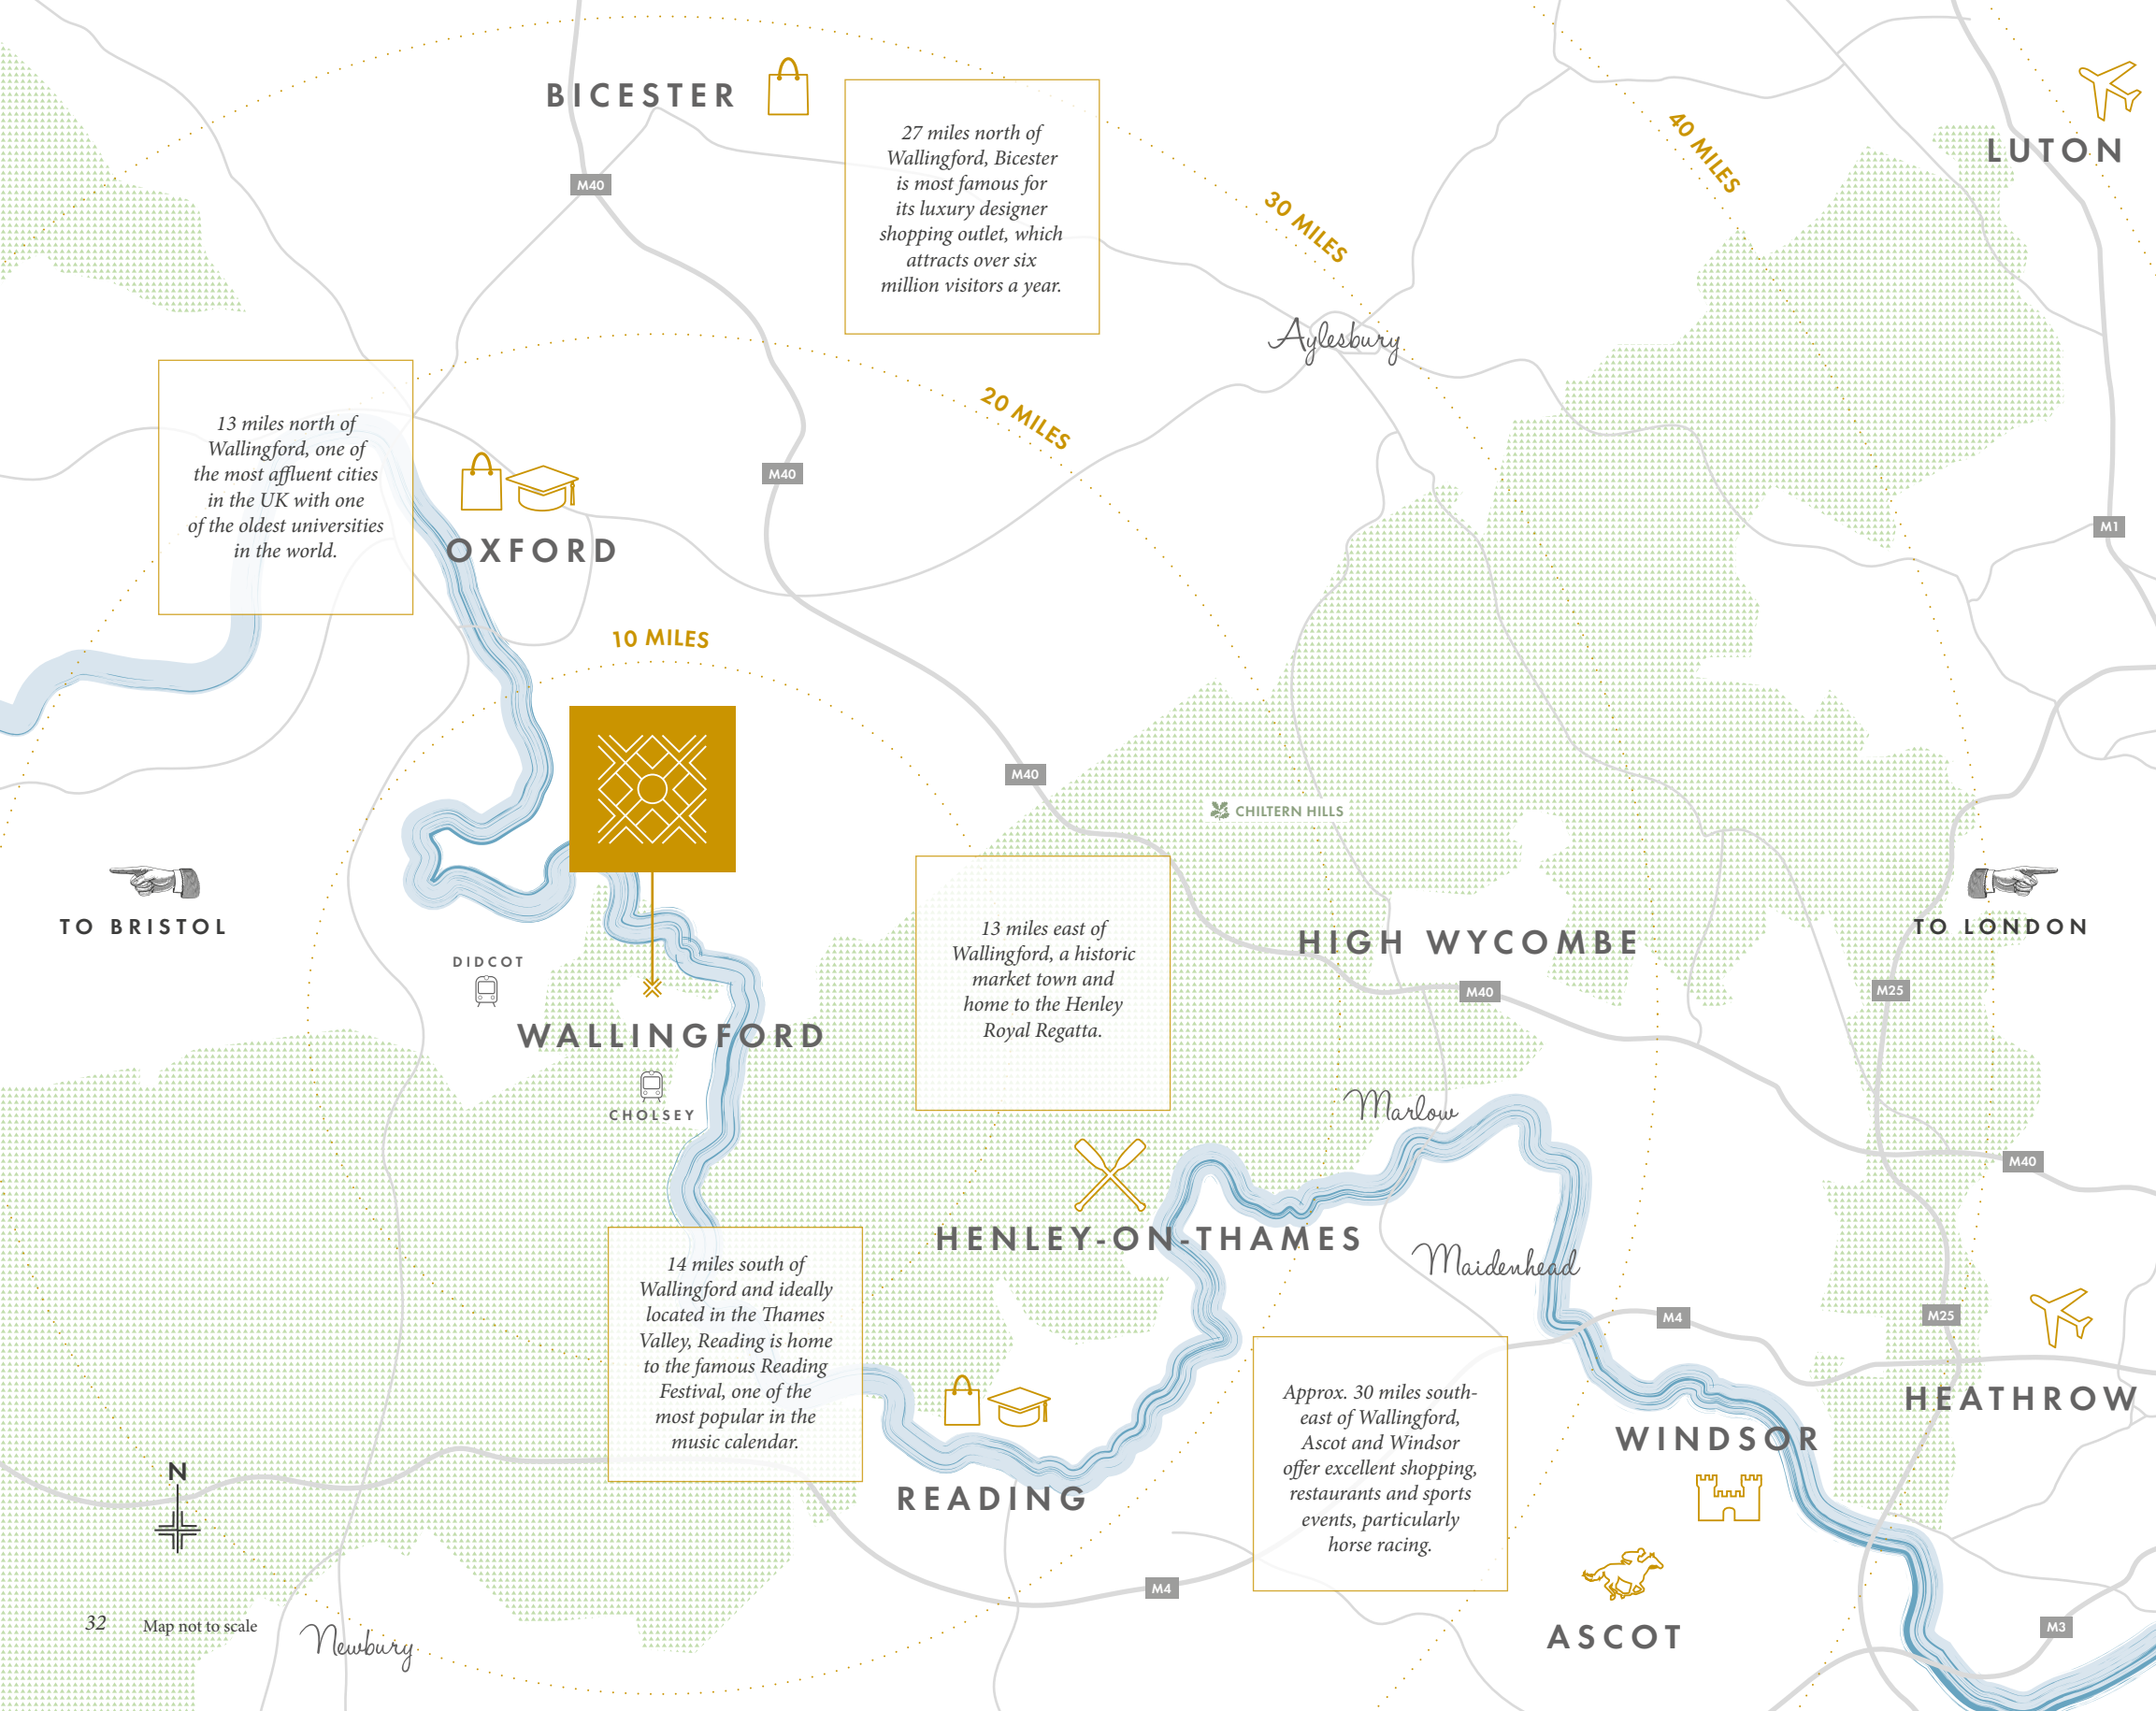 BICESTER
27 miles north of
Wallingford, Bicester
is most famous for
its luxury designer
shopping outlet, which
attracts over six
million visitors a year.
40 MILES
LUTON
M40
30 MILES
Aylesbury
20 MILES
13 miles north of
Wallingford, one of
the most affluent cities
in the UK with one
of the oldest universities
in the world.
M40
OXFORD
M1
10 MILES
M40
CHILTERN HILLS
TO BRISTOL
TO LONDON
13 miles east of
Wallingford, a historic
market town and
home to the Henley
Royal Regatta.
HIGH WYCOMBE
DIDCOT
M40
M25
WALLINGFORD
CHOLSEY
Marlow
M40
HENLEY-ON-THAMES
Maidenhead
14 miles south of
Wallingford and ideally
located in the Thames
Valley, Reading is home
to the famous Reading
Festival, one of the
most popular in the
music calendar.
M4
M25
HEATHROW
Approx. 30 miles south-
east of Wallingford,
Ascot and Windsor
offer excellent shopping,
restaurants and sports
events, particularly
horse racing.
WINDSOR
N
READING
M4
ASCOT
M3
32
Map not to scale
Newbury